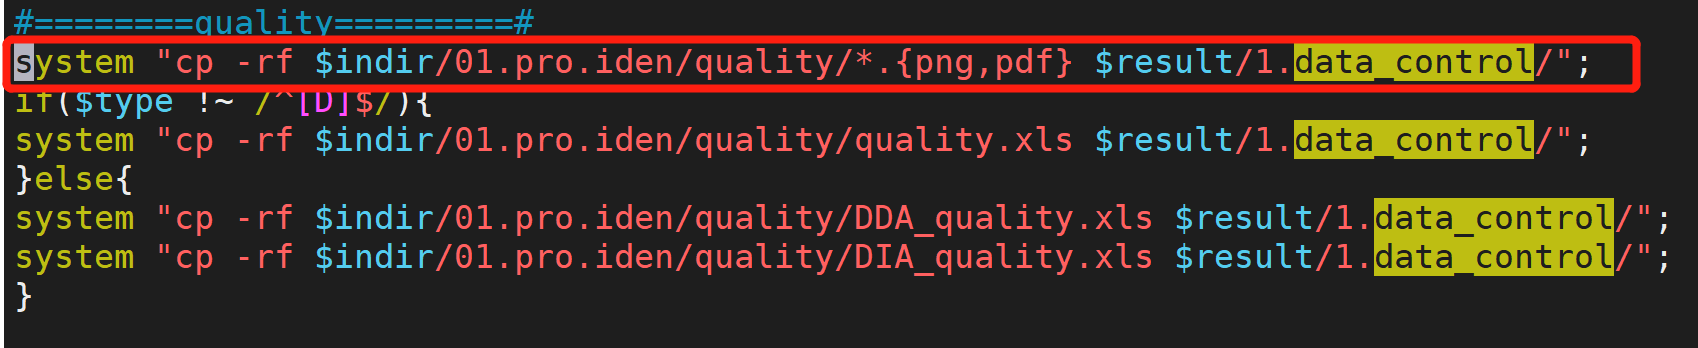 #========quality=========#
system "cp -rf $indir/01.pro.iden/quality/*.{png,pdf} $result/1.data_control/";
if($type !~ /^[D]$/){
system "cp -rf $indir/01.pro.iden/quality/quality.xls $result/1.data_control/";
}else{
system "cp -rf $indir/01.pro.iden/quality/DDA_quality.xls $result/1.data_control/";
system "cp -rf $indir/01.pro.iden/quality/DIA_quality.xls $result/1.data_control/";
}